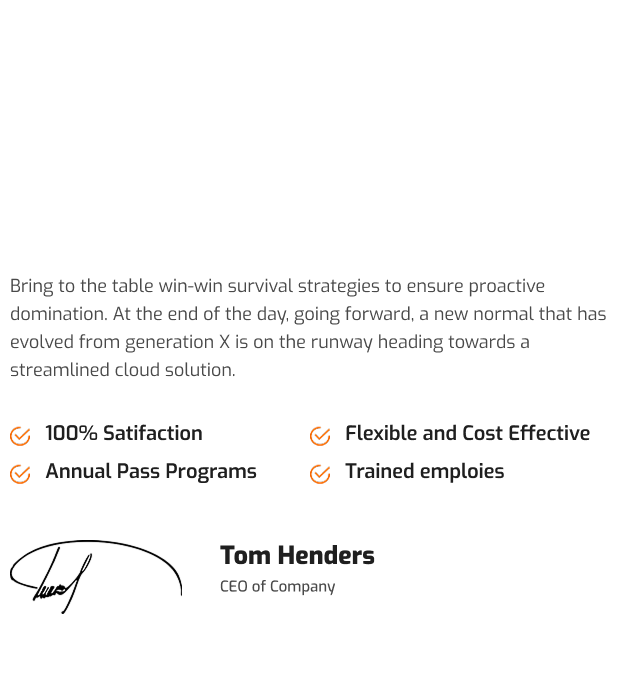 Bring to the table win-win survival strategies to ensure proactive
domination. At the end of the day, going forward, a new normal that has
evolved from generation X is on the runway heading towards a
streamlined cloud solution.
100% Satifaction
Flexible and Cost Effective
Annual Pass Programs
Trained emploies
Tom Henders
CEO of Company